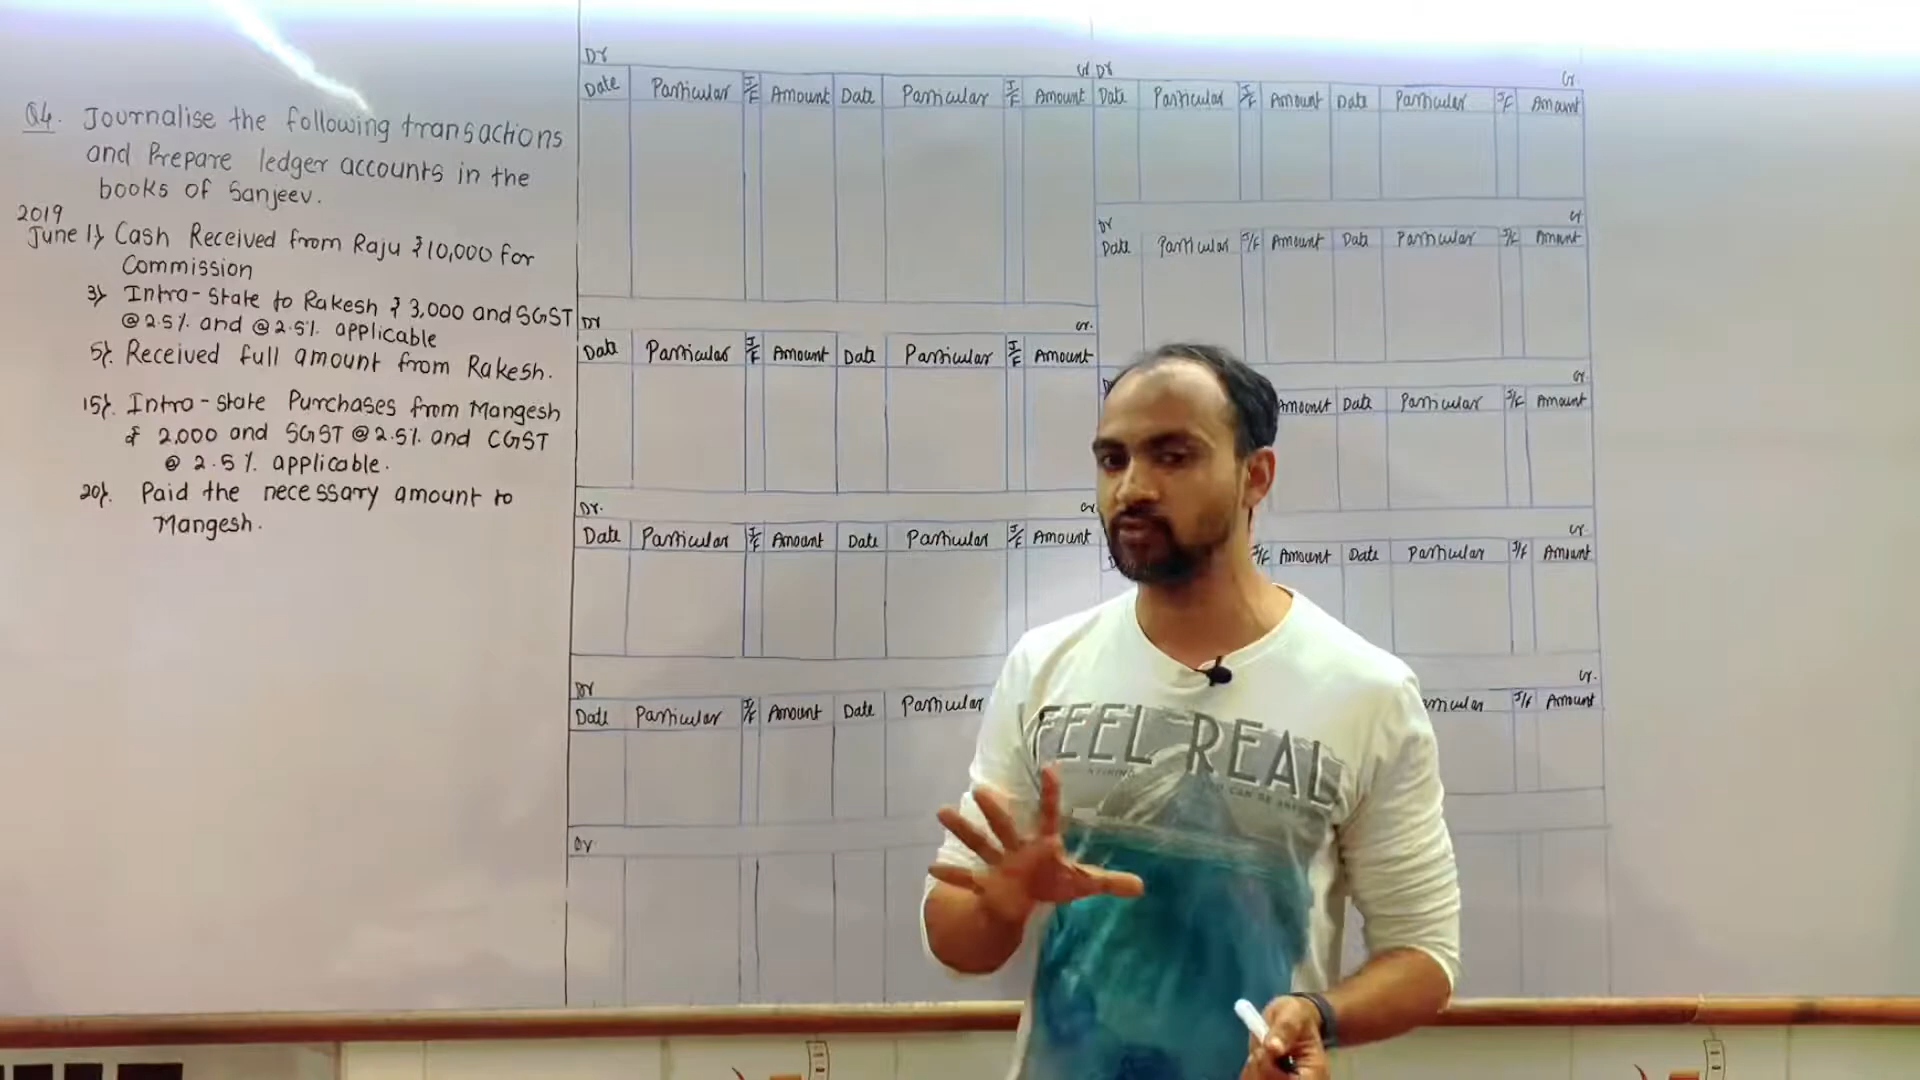 Q4. Journalise the following transactions
and Prepare ledger accounts in the
books of Sanjeev.
2019
June 1) Cash Received from Raju ₹ 10,000 for
Commission
3) Intra-State to Rakesh ₹ 3,000 and SGST
@ 2.5% and @ 2.5% applicable
5) Received full amount from Rakesh.
15) Intra-state Purchases from Mangesh
₹ 2,000 and SGST @ 2.5% and CGST
@ 2.5% applicable.
20) Paid the necessary amount to
Mangesh.
Dr Cr
Date Particular J/F Amount Date Particular J/F Amount
Dr Cr.
Date Particular J/F Amount Date Particular J/F Amount
Dr. Cr
Date Particular J/F Amount Date Particular J/F Amount
Dr
Date Particular J/F Amount Date Particular
Dr
Dr Cr
Date Particular J/F Amount Date Particular J/F Amount
Dr Cr
Date Particular J/F Amount Date Particular J/F Amount
Cr.
Amount Date Particular J/F Amount
Cr.
J/F Amount Date Particular J/F Amount
Cr.
J/F Amount
FEEL REAL